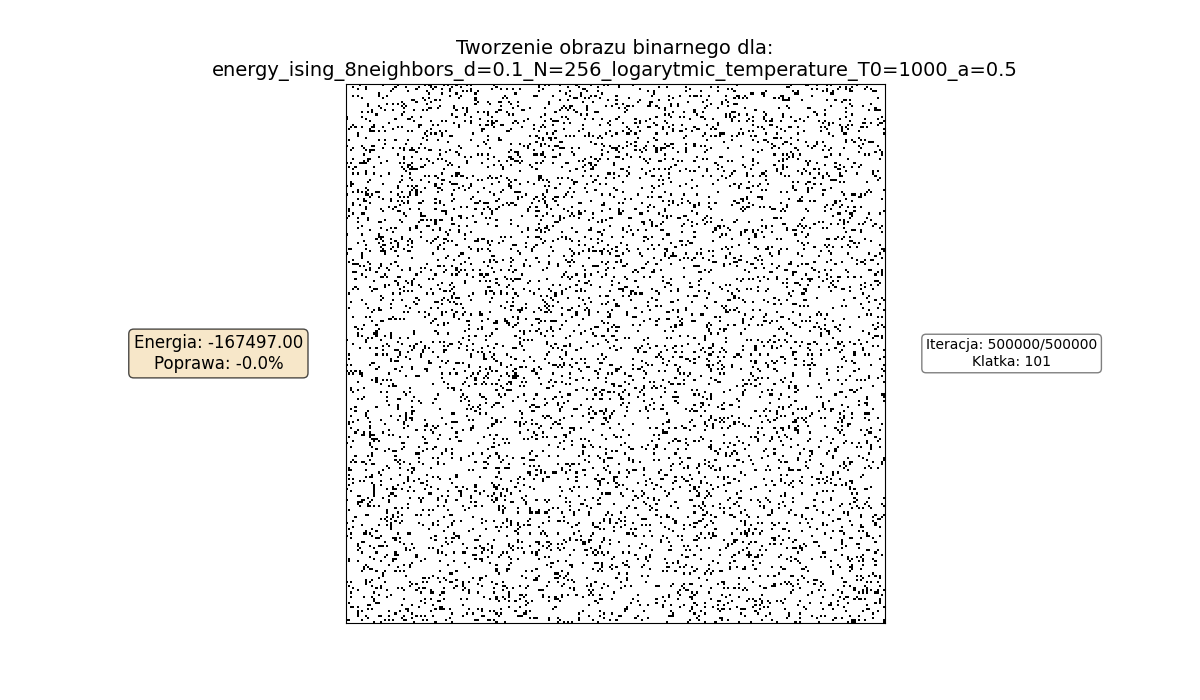 Tworzenie obrazu binarnego dla:
energy_ising_8neighbors_d=0.1_N=256_logarytmic_temperature_T0=1000_a=0.5
Energia: -167497.00
Poprawa: -0.0%
Iteracja: 500000/500000
Klatka: 101